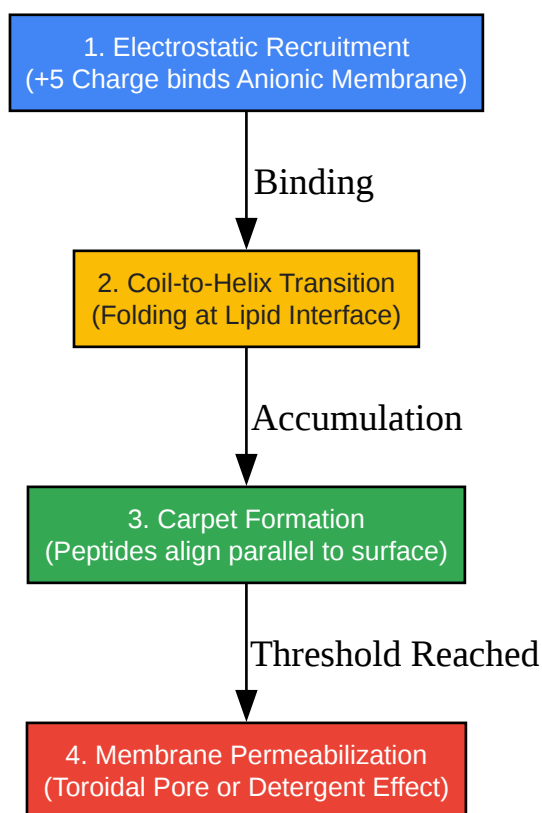 1. Electrostatic Recruitment
(+5 Charge binds Anionic Membrane)
Binding
2. Coil-to-Helix Transition
(Folding at Lipid Interface)
Accumulation
3. Carpet Formation
(Peptides align parallel to surface)
Threshold Reached
4. Membrane Permeabilization
(Toroidal Pore or Detergent Effect)